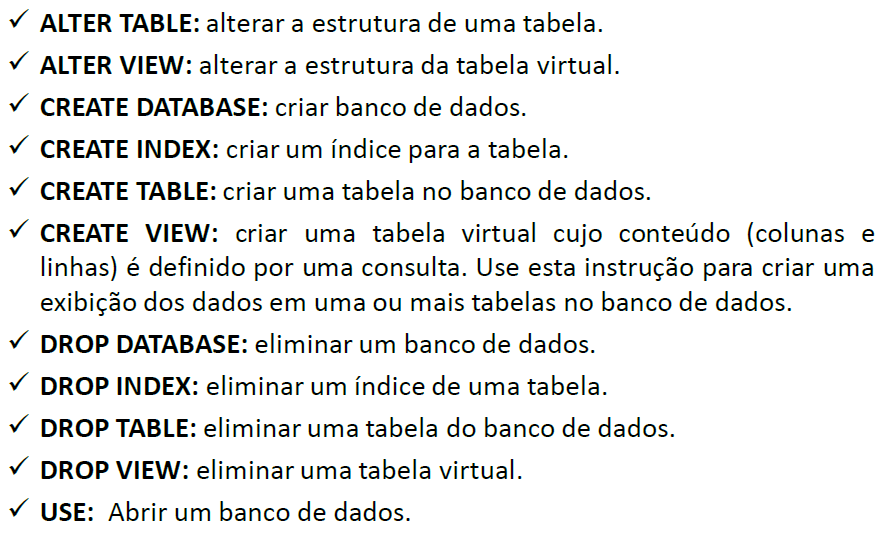 ✓ ALTER TABLE: alterar a estrutura de uma tabela.
✓ ALTER VIEW: alterar a estrutura da tabela virtual.
✓ CREATE DATABASE: criar banco de dados.
✓ CREATE INDEX: criar um índice para a tabela.
✓ CREATE TABLE: criar uma tabela no banco de dados.
✓ CREATE VIEW: criar uma tabela virtual cujo conteúdo (colunas e
linhas) é definido por uma consulta. Use esta instrução para criar uma
exibição dos dados em uma ou mais tabelas no banco de dados.
✓ DROP DATABASE: eliminar um banco de dados.
✓ DROP INDEX: eliminar um índice de uma tabela.
✓ DROP TABLE: eliminar uma tabela do banco de dados.
✓ DROP VIEW: eliminar uma tabela virtual.
✓ USE: Abrir um banco de dados.